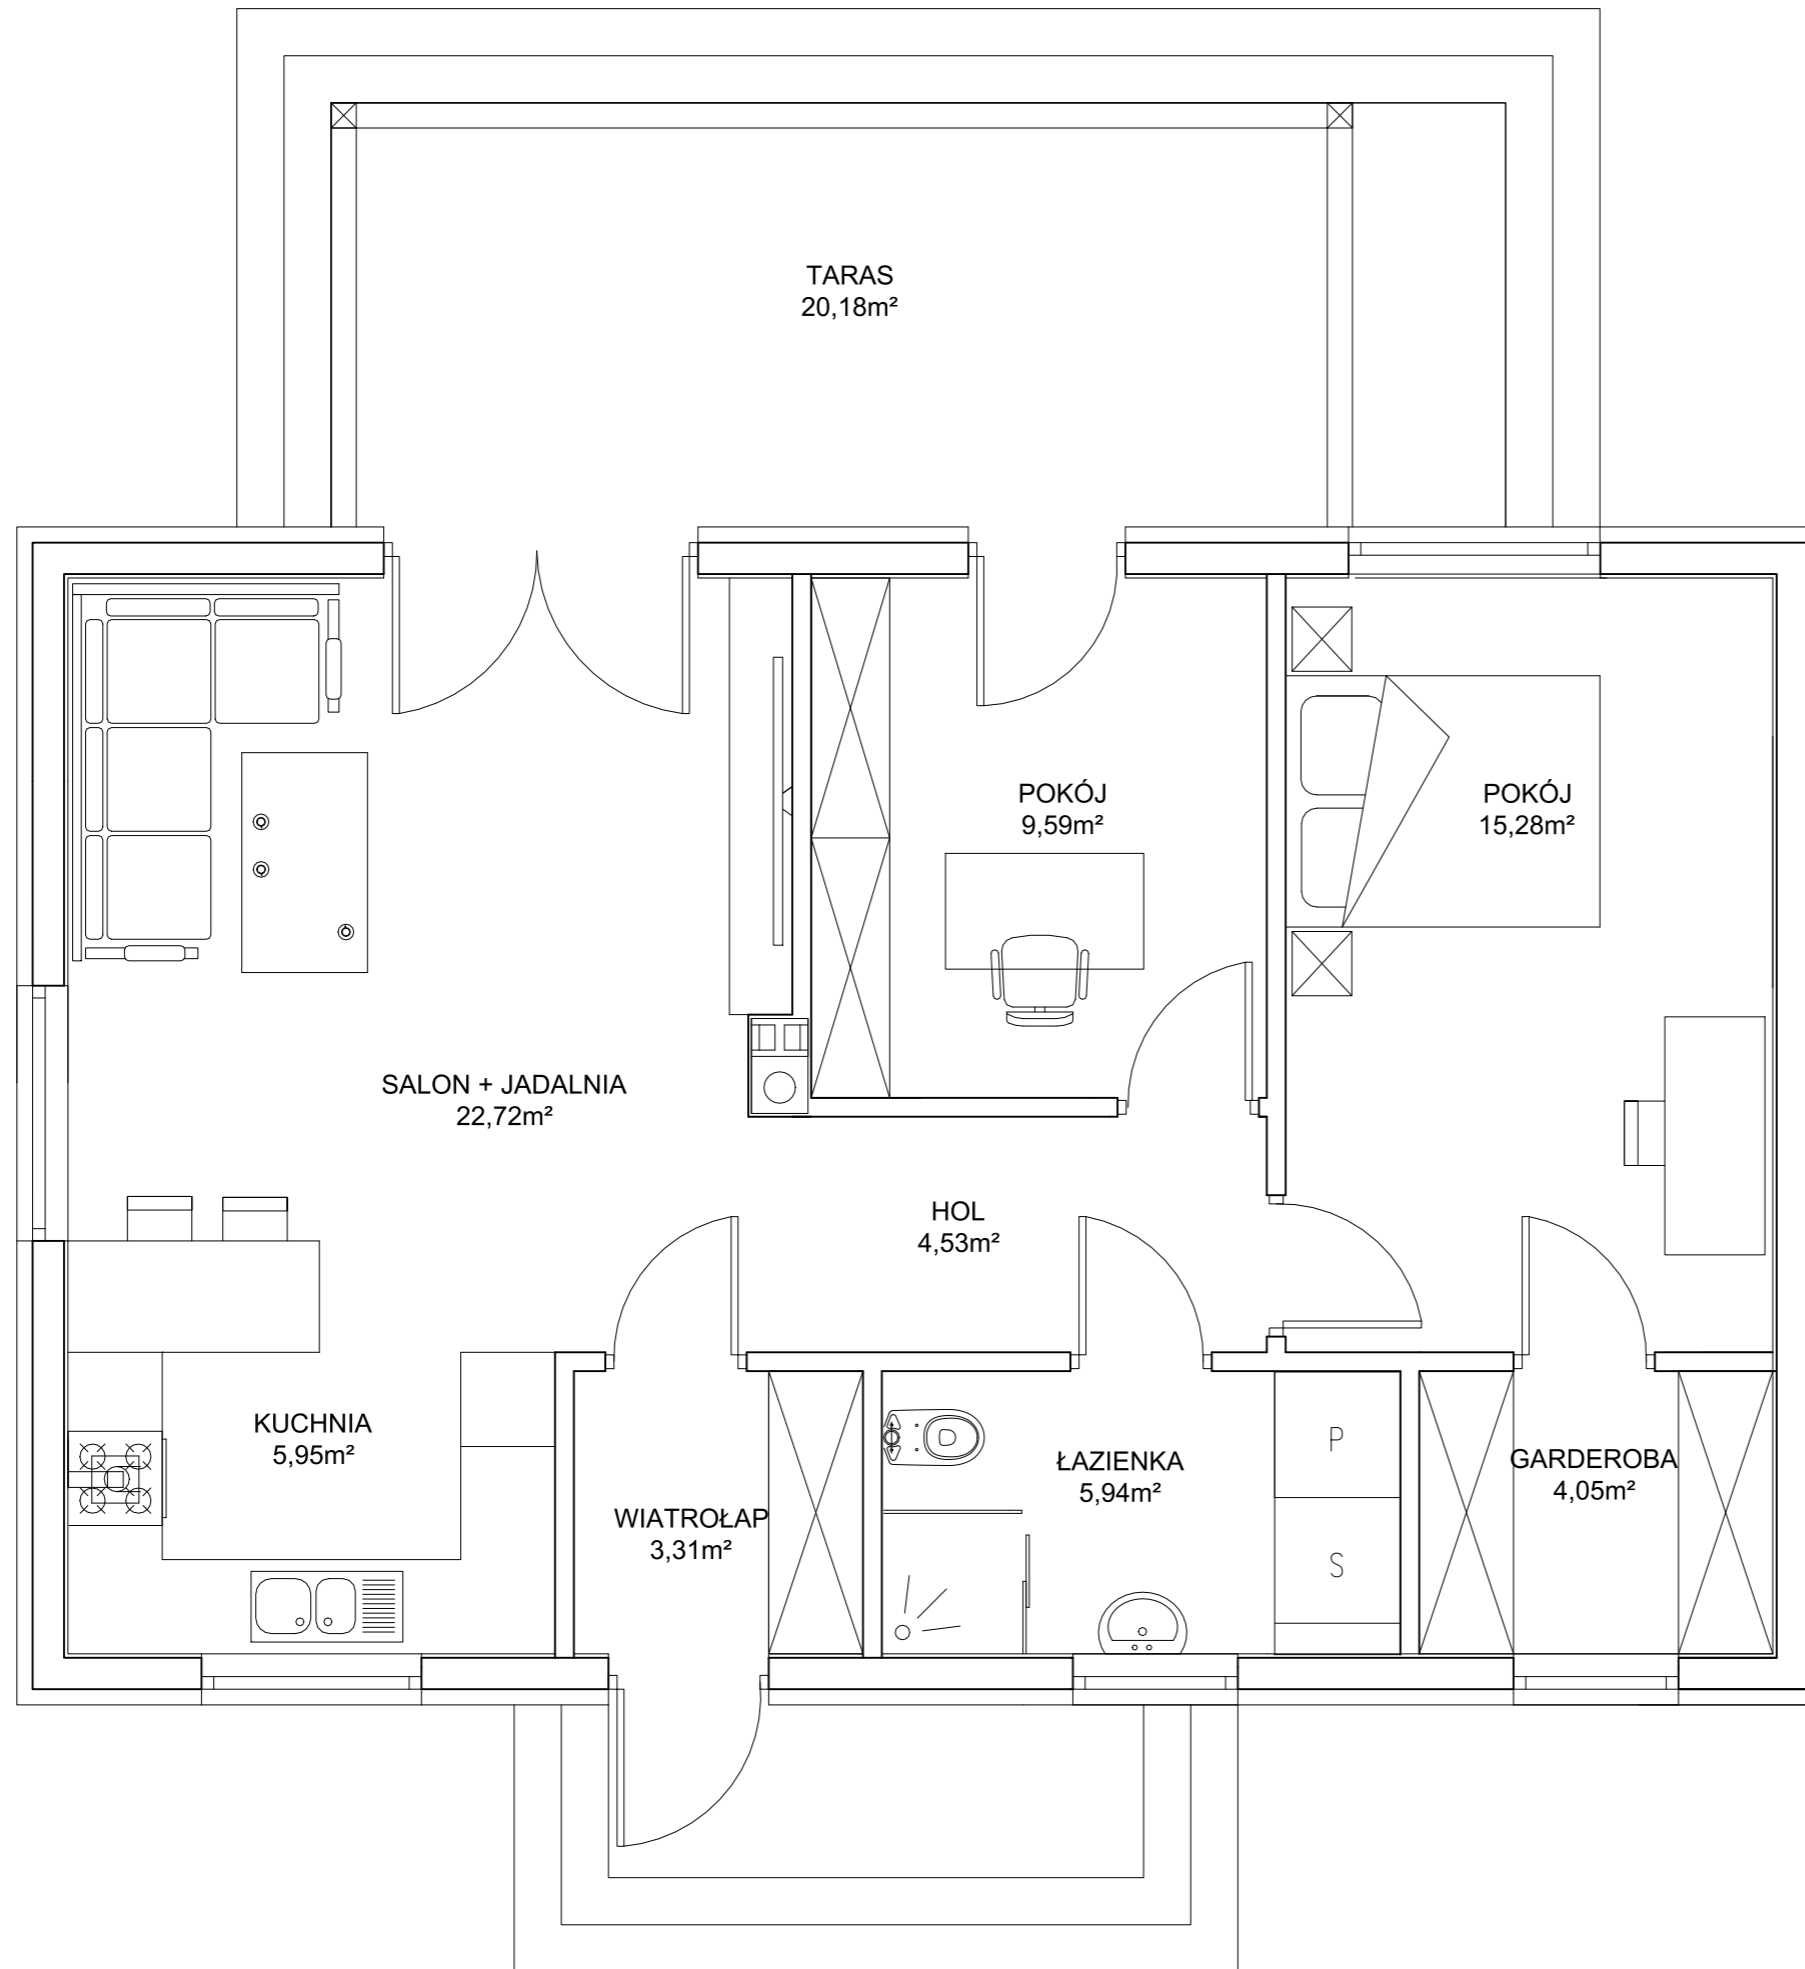 TARAS
20,18m²
POKÓJ
9,59m²
POKÓJ
15,28m²
SALON + JADALNIA
22,72m²
HOL
4,53m²
KUCHNIA
5,95m²
WIATROŁAP
3,31m²
ŁAZIENKA
5,94m²
P
S
GARDEROBA
4,05m²